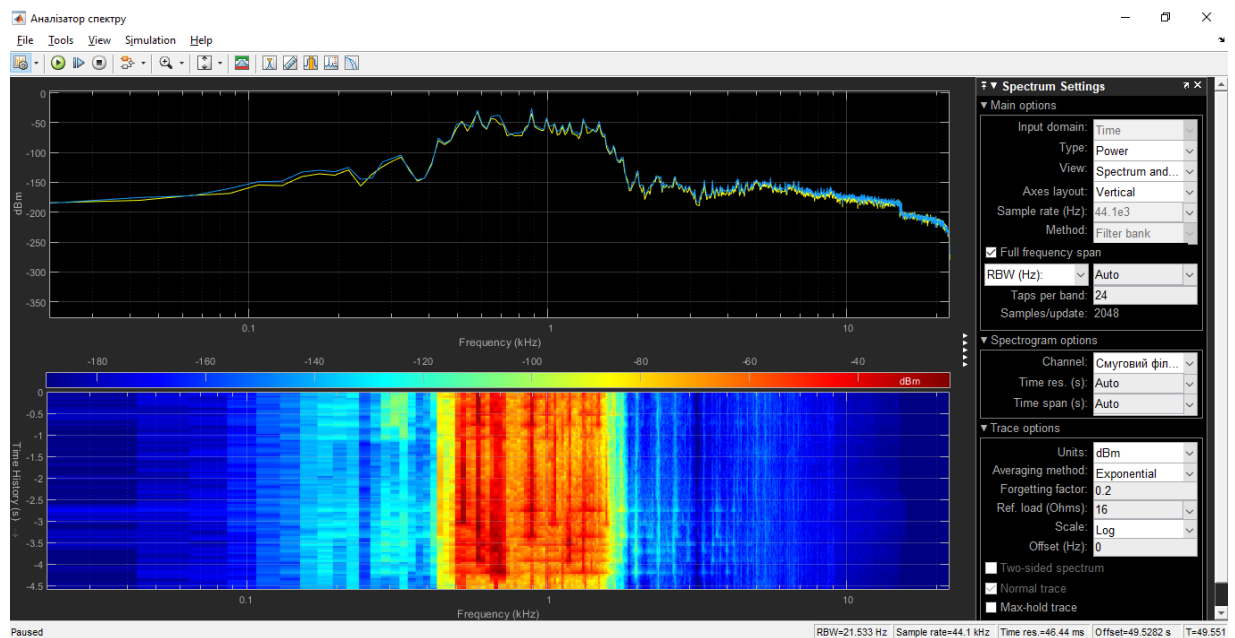 Аналізатор спектру
File Tools View Simulation Help
0
-50
-100
-150
-200
-250
-300
-350
dBm
0.1 1 10
Frequency (kHz)
-180 -160 -140 -120 -100 -80 -60 -40
dBm
0
-0.5
-1
-1.5
-2
-2.5
-3
-3.5
-4
-4.5
Time History (s) →
0.1 1 10
Frequency (kHz)
Spectrum Settings
Main options
Input domain: Time
Type: Power
View: Spectrum and...
Axes layout: Vertical
Sample rate (Hz): 44.1e3
Method: Filter bank
Full frequency span
RBW (Hz): Auto
Taps per band: 24
Samples/update: 2048
Spectrogram options
Channel: Смуговий філ...
Time res. (s): Auto
Time span (s): Auto
Trace options
Units: dBm
Averaging method: Exponential
Forgetting factor: 0.2
Ref. load (Ohms): 16
Scale: Log
Offset (Hz): 0
Two-sided spectrum
Normal trace
Max-hold trace
Paused RBW=21.533 Hz Sample rate=44.1 kHz Time res.=46.44 ms Offset=49.5282 s T=49.551